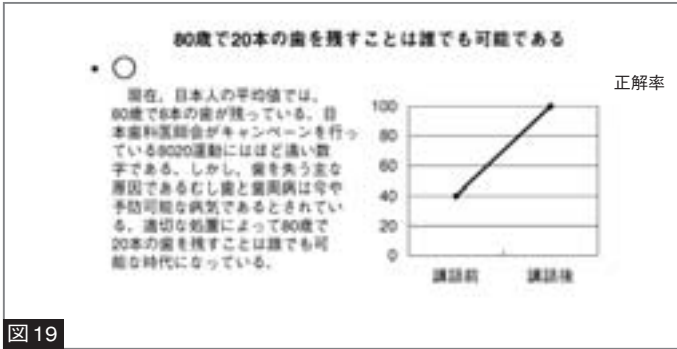 80歳で20本の歯を残すことは誰でも可能である
・○
現在、日本人の平均値では、
80歳で8本の歯が残っている。日
本歯科医師会がキャンペーンを行っ
ている8020運動にはほど遠い数
字である。しかし、歯を失う主な
原因であるむし歯と歯周病は今や
予防可能な病気であるとされてい
る。適切な処置によって80歳で
20本の歯を残すことは誰でも可
能な時代になっている。
正解率
100
80
60
40
20
0
講話前 講話後
図19